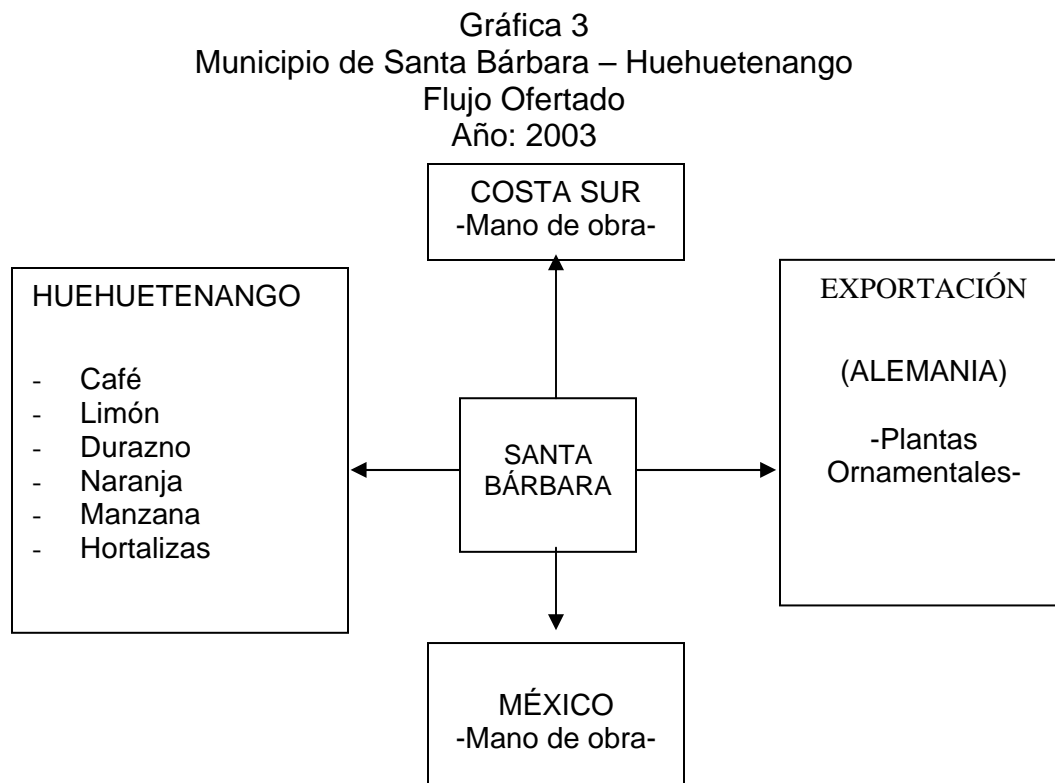 Gráfica 3
Municipio de Santa Bárbara – Huehuetenango
Flujo Ofertado
Año: 2003
COSTA SUR
-Mano de obra-
HUEHUETENANGO
- Café
- Limón
- Durazno
- Naranja
- Manzana
- Hortalizas
SANTA
BÁRBARA
EXPORTACIÓN
(ALEMANIA)
-Plantas
Ornamentales-
MÉXICO
-Mano de obra-